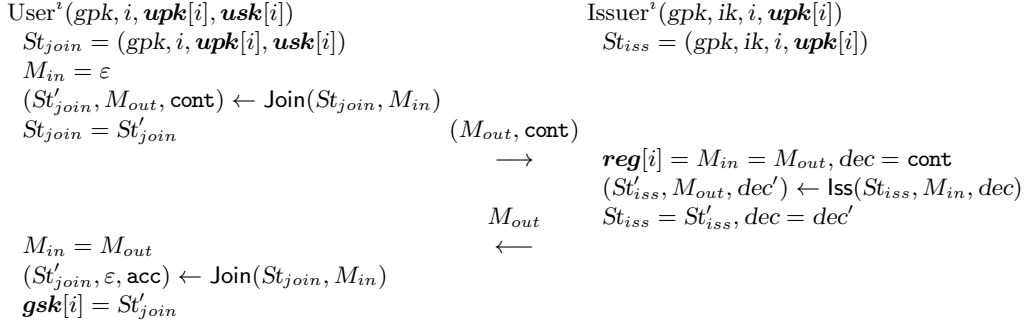 Userⁱ(gpk, i, upk[i], usk[i]) Issuerⁱ(gpk, ik, i, upk[i])
St_join = (gpk, i, upk[i], usk[i]) St_iss = (gpk, ik, i, upk[i])
M_in = ε
(St′_join, M_out, cont) ← Join(St_join, M_in)
St_join = St′_join (M_out, cont)
⟶ reg[i] = M_in = M_out, dec = cont
(St′_iss, M_out, dec′) ← Iss(St_iss, M_in, dec)
M_out St_iss = St′_iss, dec = dec′
M_in = M_out ⟵
(St′_join, ε, acc) ← Join(St_join, M_in)
gsk[i] = St′_join